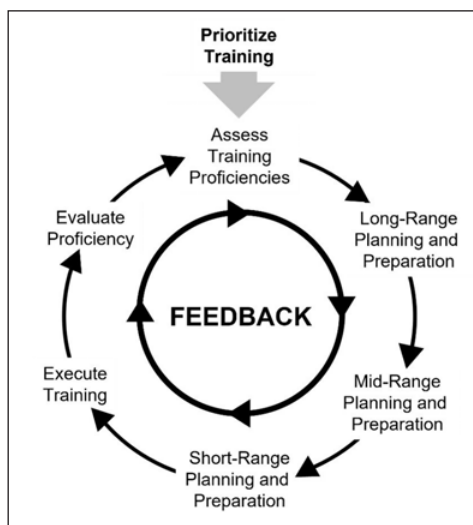 Prioritize
Training
Assess
Training
Proficiencies
Long-Range
Planning and
Preparation
Mid-Range
Planning and
Preparation
Short-Range
Planning and
Preparation
Execute
Training
Evaluate
Proficiency
FEEDBACK